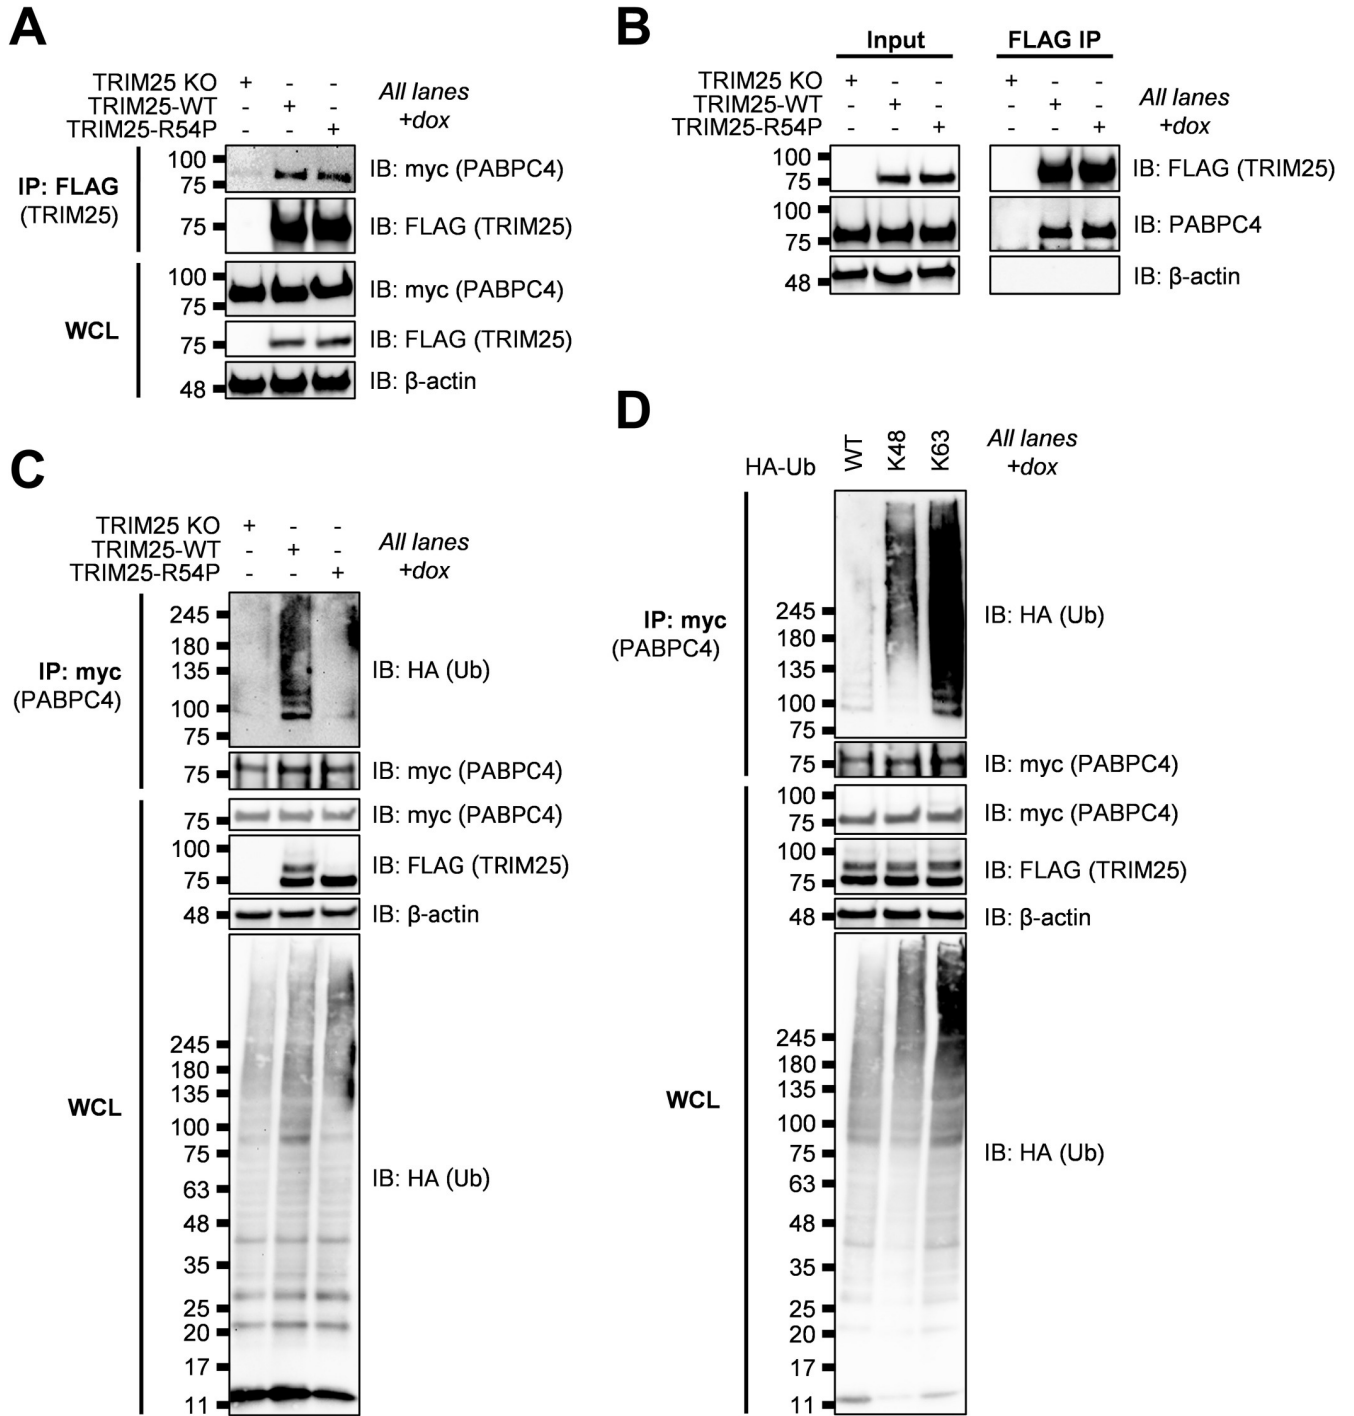 A
TRIM25 KO + - -
TRIM25-WT - + -
TRIM25-R54P - - +
All lanes
+dox
IP: FLAG
(TRIM25)
100
75
IB: myc (PABPC4)
75
IB: FLAG (TRIM25)
WCL
100
75
IB: myc (PABPC4)
75
IB: FLAG (TRIM25)
48
IB: β-actin
B
Input
FLAG IP
TRIM25 KO + - - + - -
TRIM25-WT - + - - + -
TRIM25-R54P - - + - - +
All lanes
+dox
100
75
IB: FLAG (TRIM25)
100
75
IB: PABPC4
48
IB: β-actin
C
TRIM25 KO + - -
TRIM25-WT - + -
TRIM25-R54P - - +
All lanes
+dox
IP: myc
(PABPC4)
245
180
135
100
75
IB: HA (Ub)
75
IB: myc (PABPC4)
WCL
75
IB: myc (PABPC4)
100
75
IB: FLAG (TRIM25)
48
IB: β-actin
245
180
135
100
75
63
48
35
25
20
17
11
IB: HA (Ub)
D
HA-Ub WT K48 K63
All lanes
+dox
IP: myc
(PABPC4)
245
180
135
100
75
IB: HA (Ub)
75
IB: myc (PABPC4)
WCL
100
75
IB: myc (PABPC4)
100
75
IB: FLAG (TRIM25)
48
IB: β-actin
245
180
135
100
75
63
48
35
25
20
17
11
IB: HA (Ub)